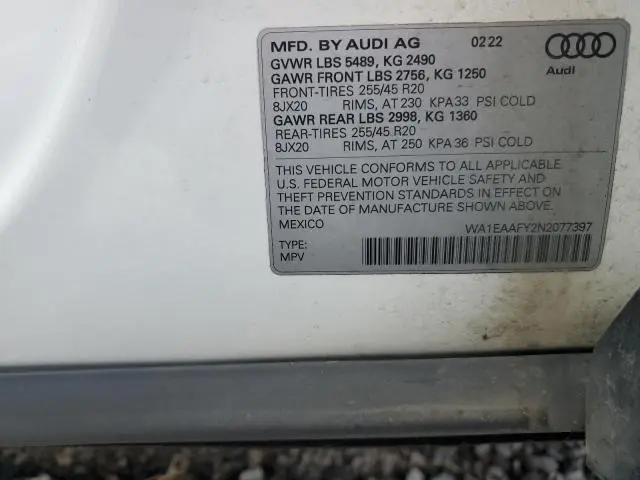 MFD. BY AUDI AG 02 22
GVWR LBS 5489, KG 2490
GAWR FRONT LBS 2756, KG 1250
FRONT-TIRES 255/45 R20
8JX20 RIMS, AT 230 KPA 33 PSI COLD
GAWR REAR LBS 2998, KG 1360
REAR-TIRES 255/45 R20
8JX20 RIMS, AT 250 KPA 36 PSI COLD
Audi
THIS VEHICLE CONFORMS TO ALL APPLICABLE
U.S. FEDERAL MOTOR VEHICLE SAFETY AND
THEFT PREVENTION STANDARDS IN EFFECT ON
THE DATE OF MANUFACTURE SHOWN ABOVE
MEXICO WA1EAAFY2N2077397
TYPE:
MPV